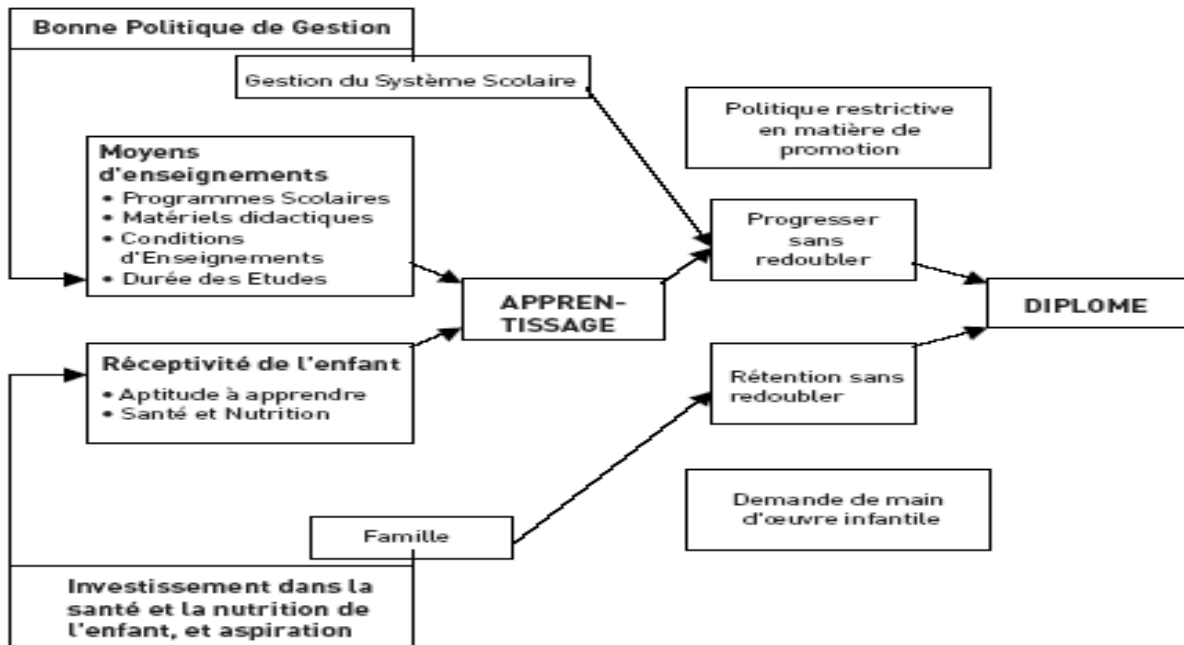 Bonne Politique de Gestion
Gestion du Système Scolaire
Politique restrictive
en matière de
promotion
Moyens
d'enseignements
• Programmes Scolaires
• Matériels didactiques
• Conditions
d'Enseignements
• Durée des Etudes
Progresser
sans
redoubler
APPREN-
TISSAGE
DIPLOME
Réceptivité de l'enfant
• Aptitude à apprendre
• Santé et Nutrition
Rétention sans
redoubler
Demande de main
d'œuvre infantile
Famille
Investissement dans la
santé et la nutrition de
l'enfant, et aspiration